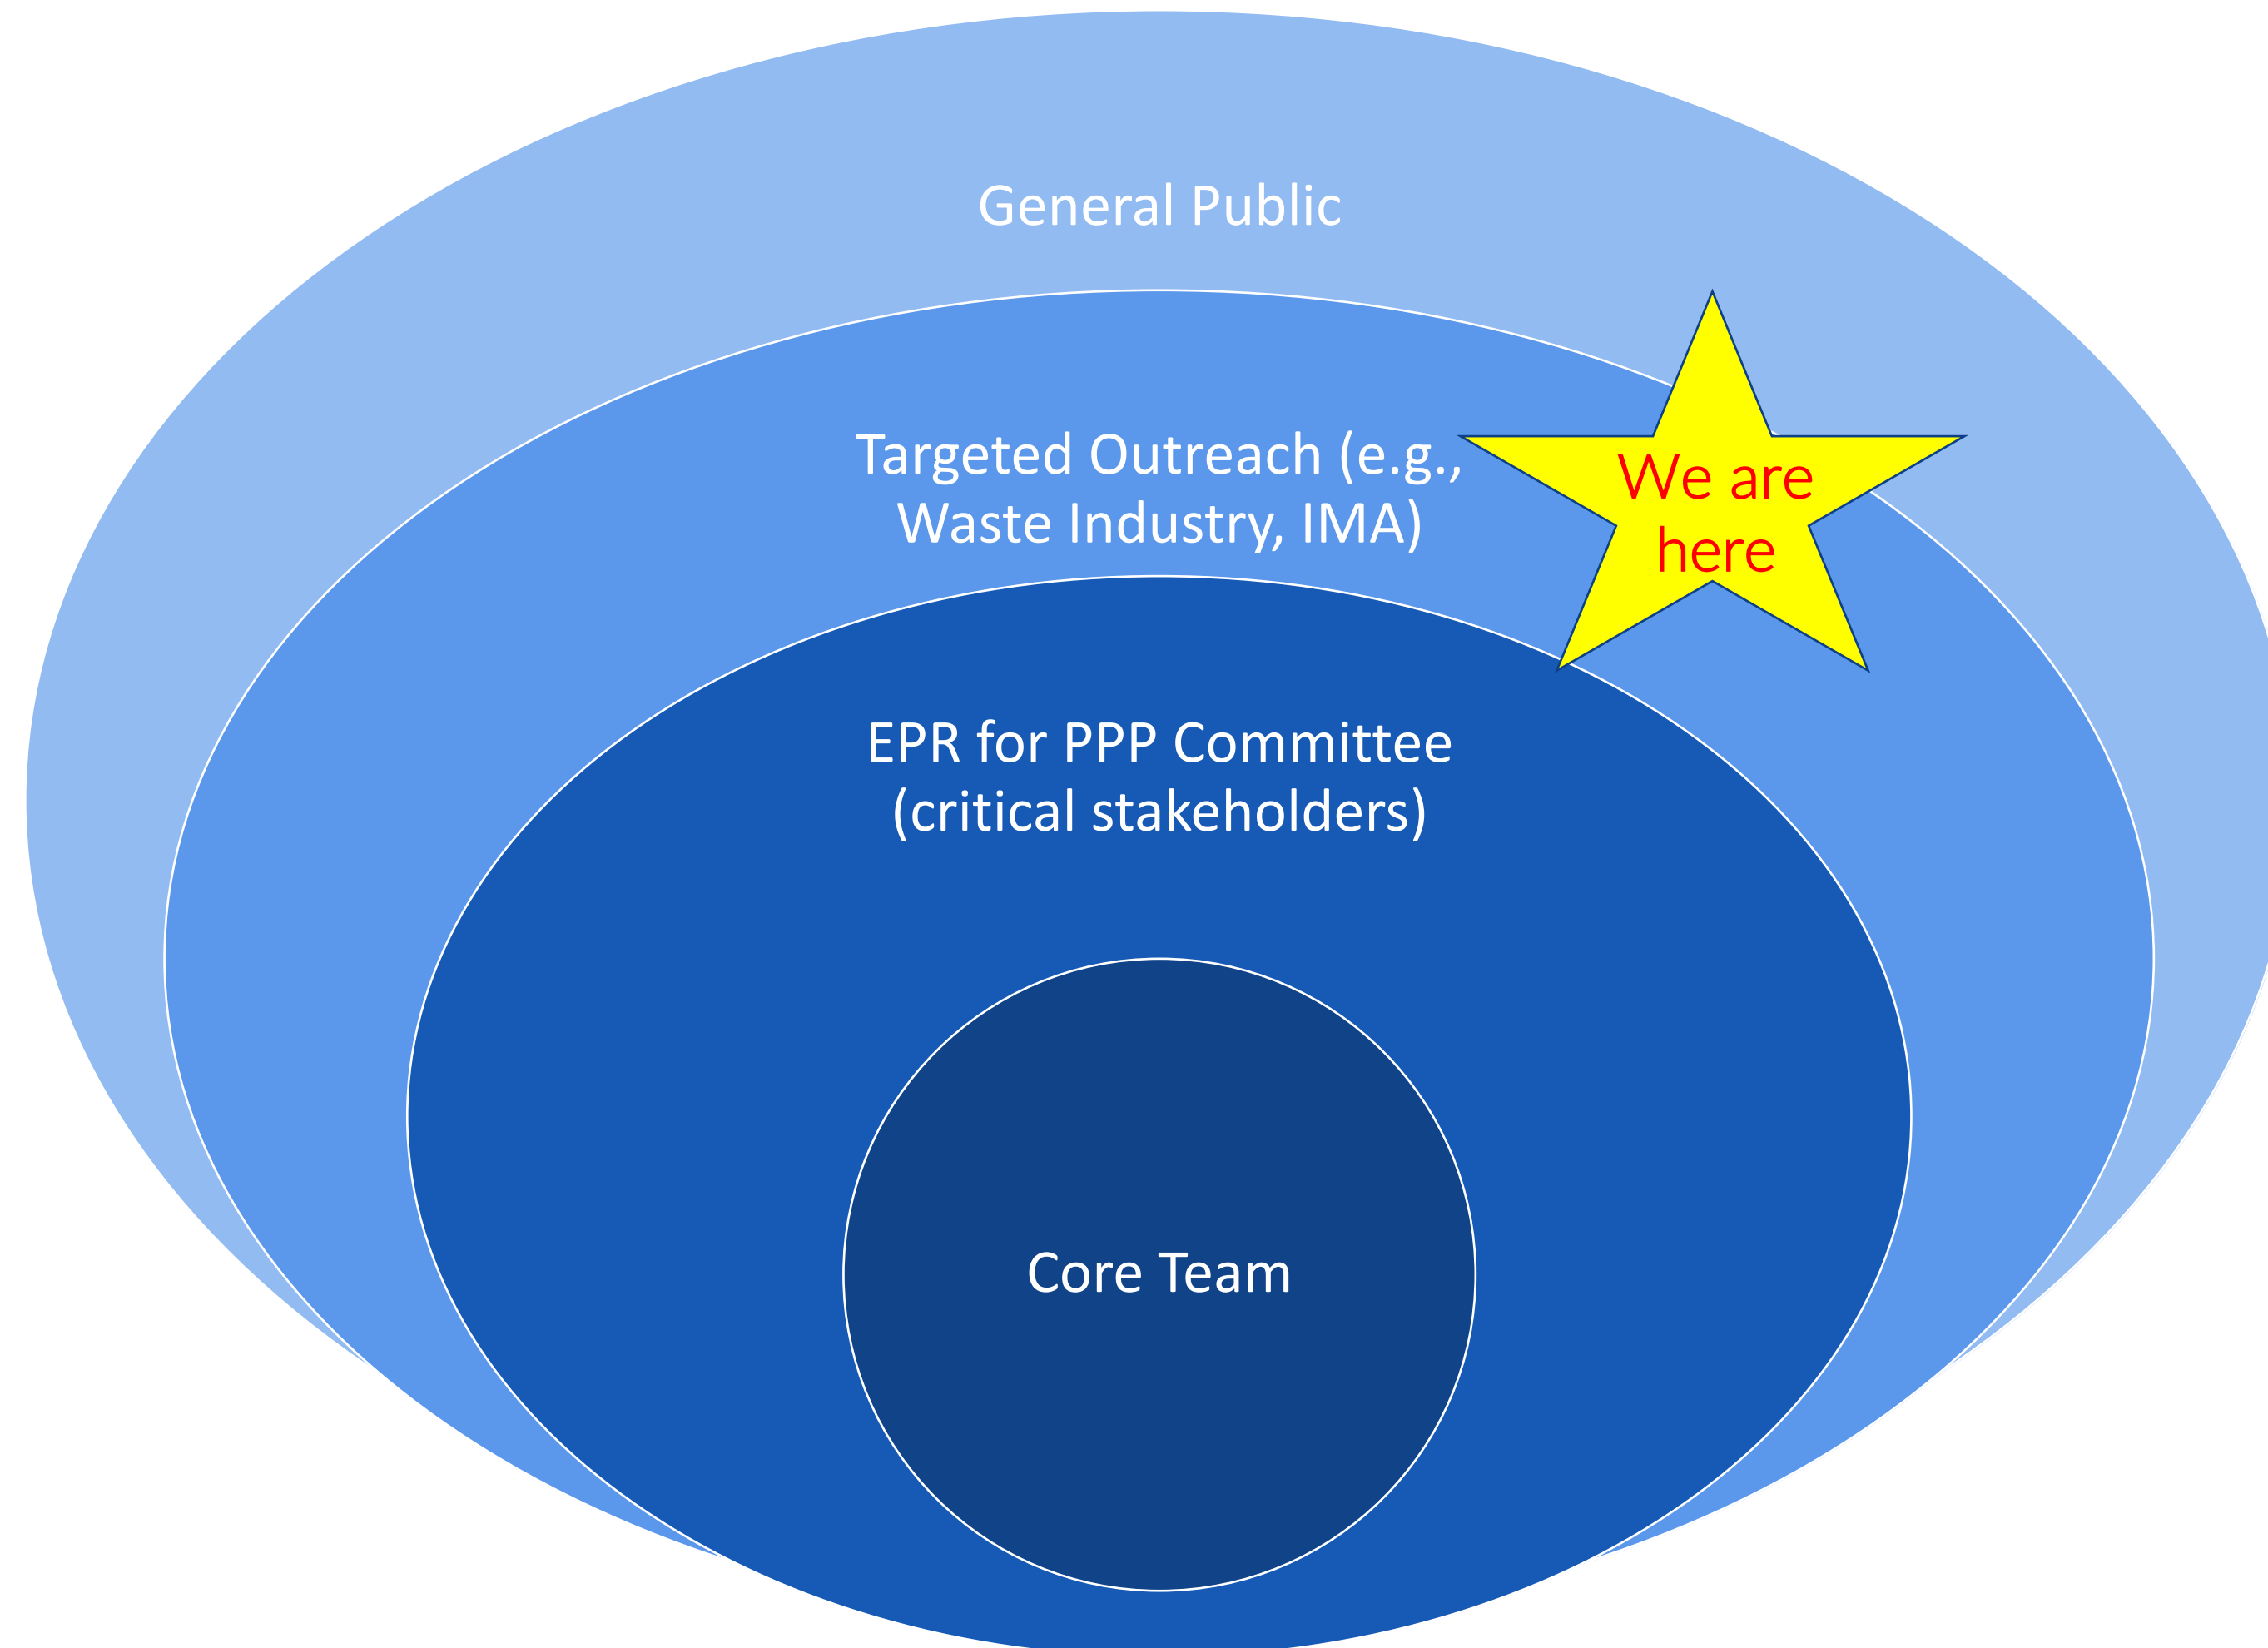 General Public
Targeted Outreach (e.g.,
Waste Industry, IMA)
We are
here
EPR for PPP Committee
(critical stakeholders)
Core Team